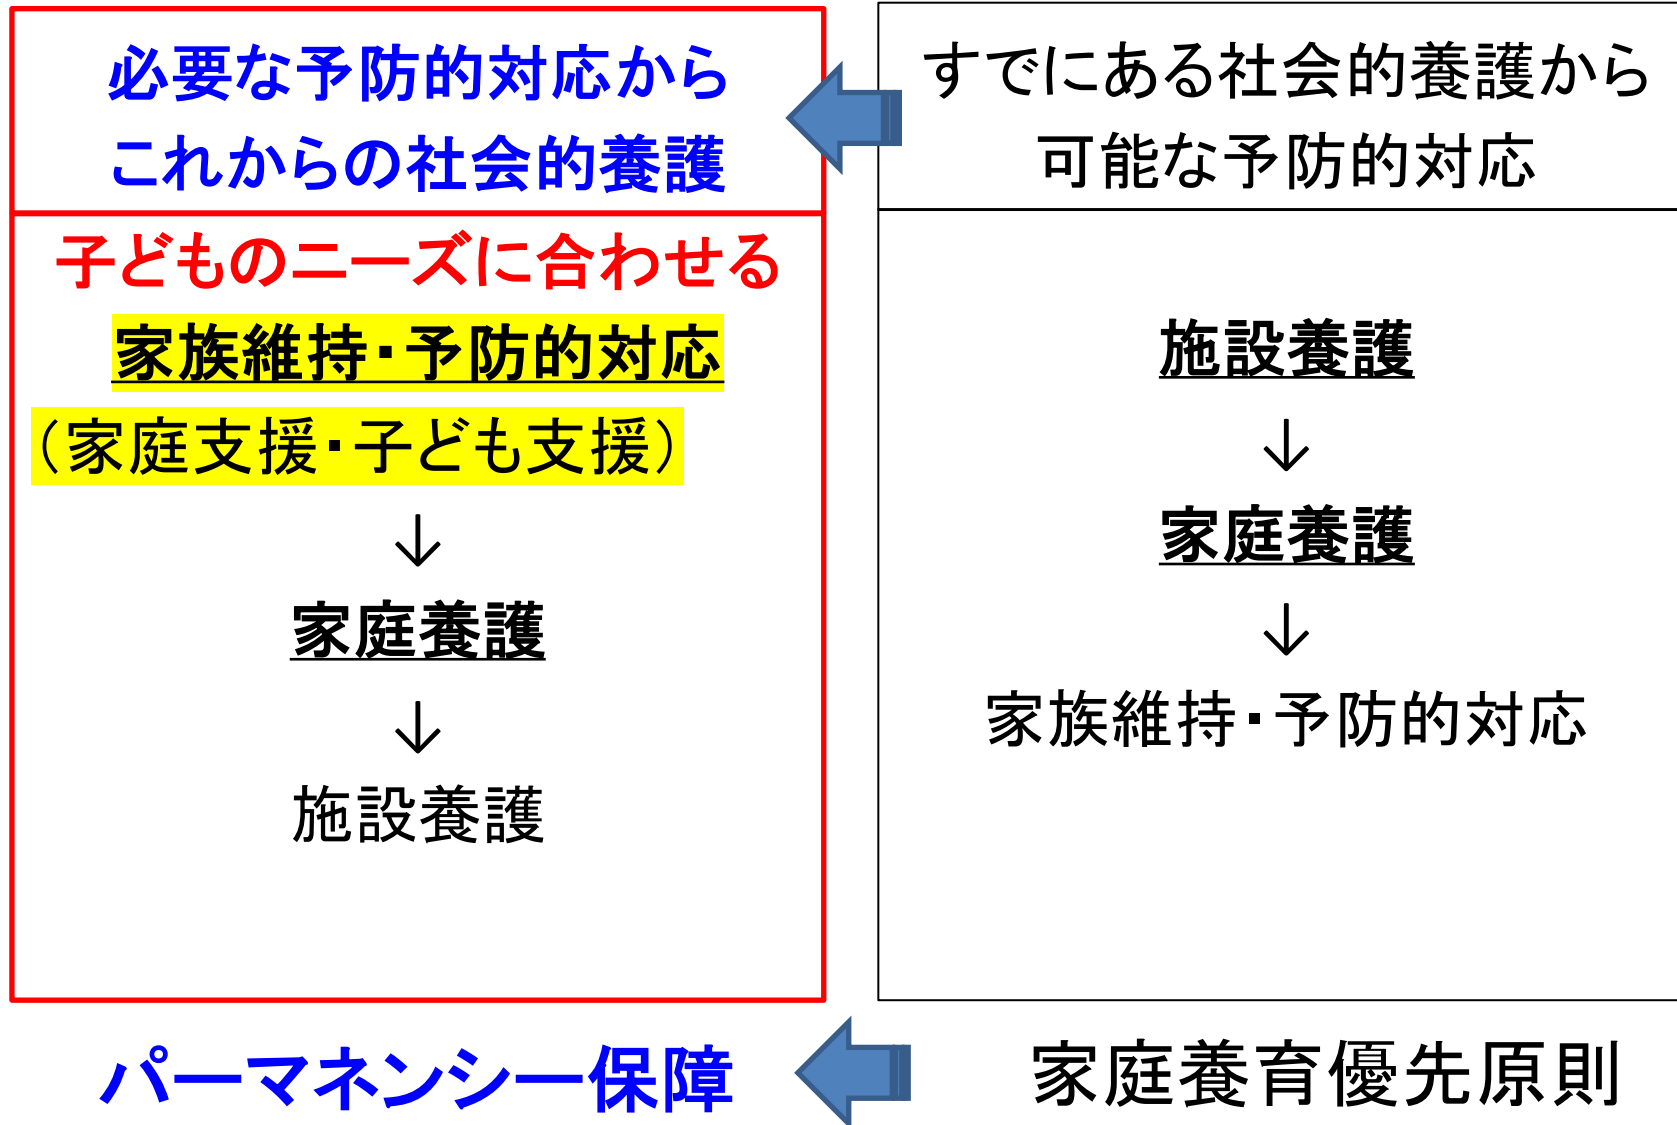 必要な予防的対応から
これからの社会的養護
子どものニーズに合わせる
家族維持・予防的対応
（家庭支援・子ども支援）
↓
家庭養護
↓
施設養護
パーマネンシー保障
すでにある社会的養護から
可能な予防的対応
施設養護
↓
家庭養護
↓
家族維持・予防的対応
家庭養育優先原則